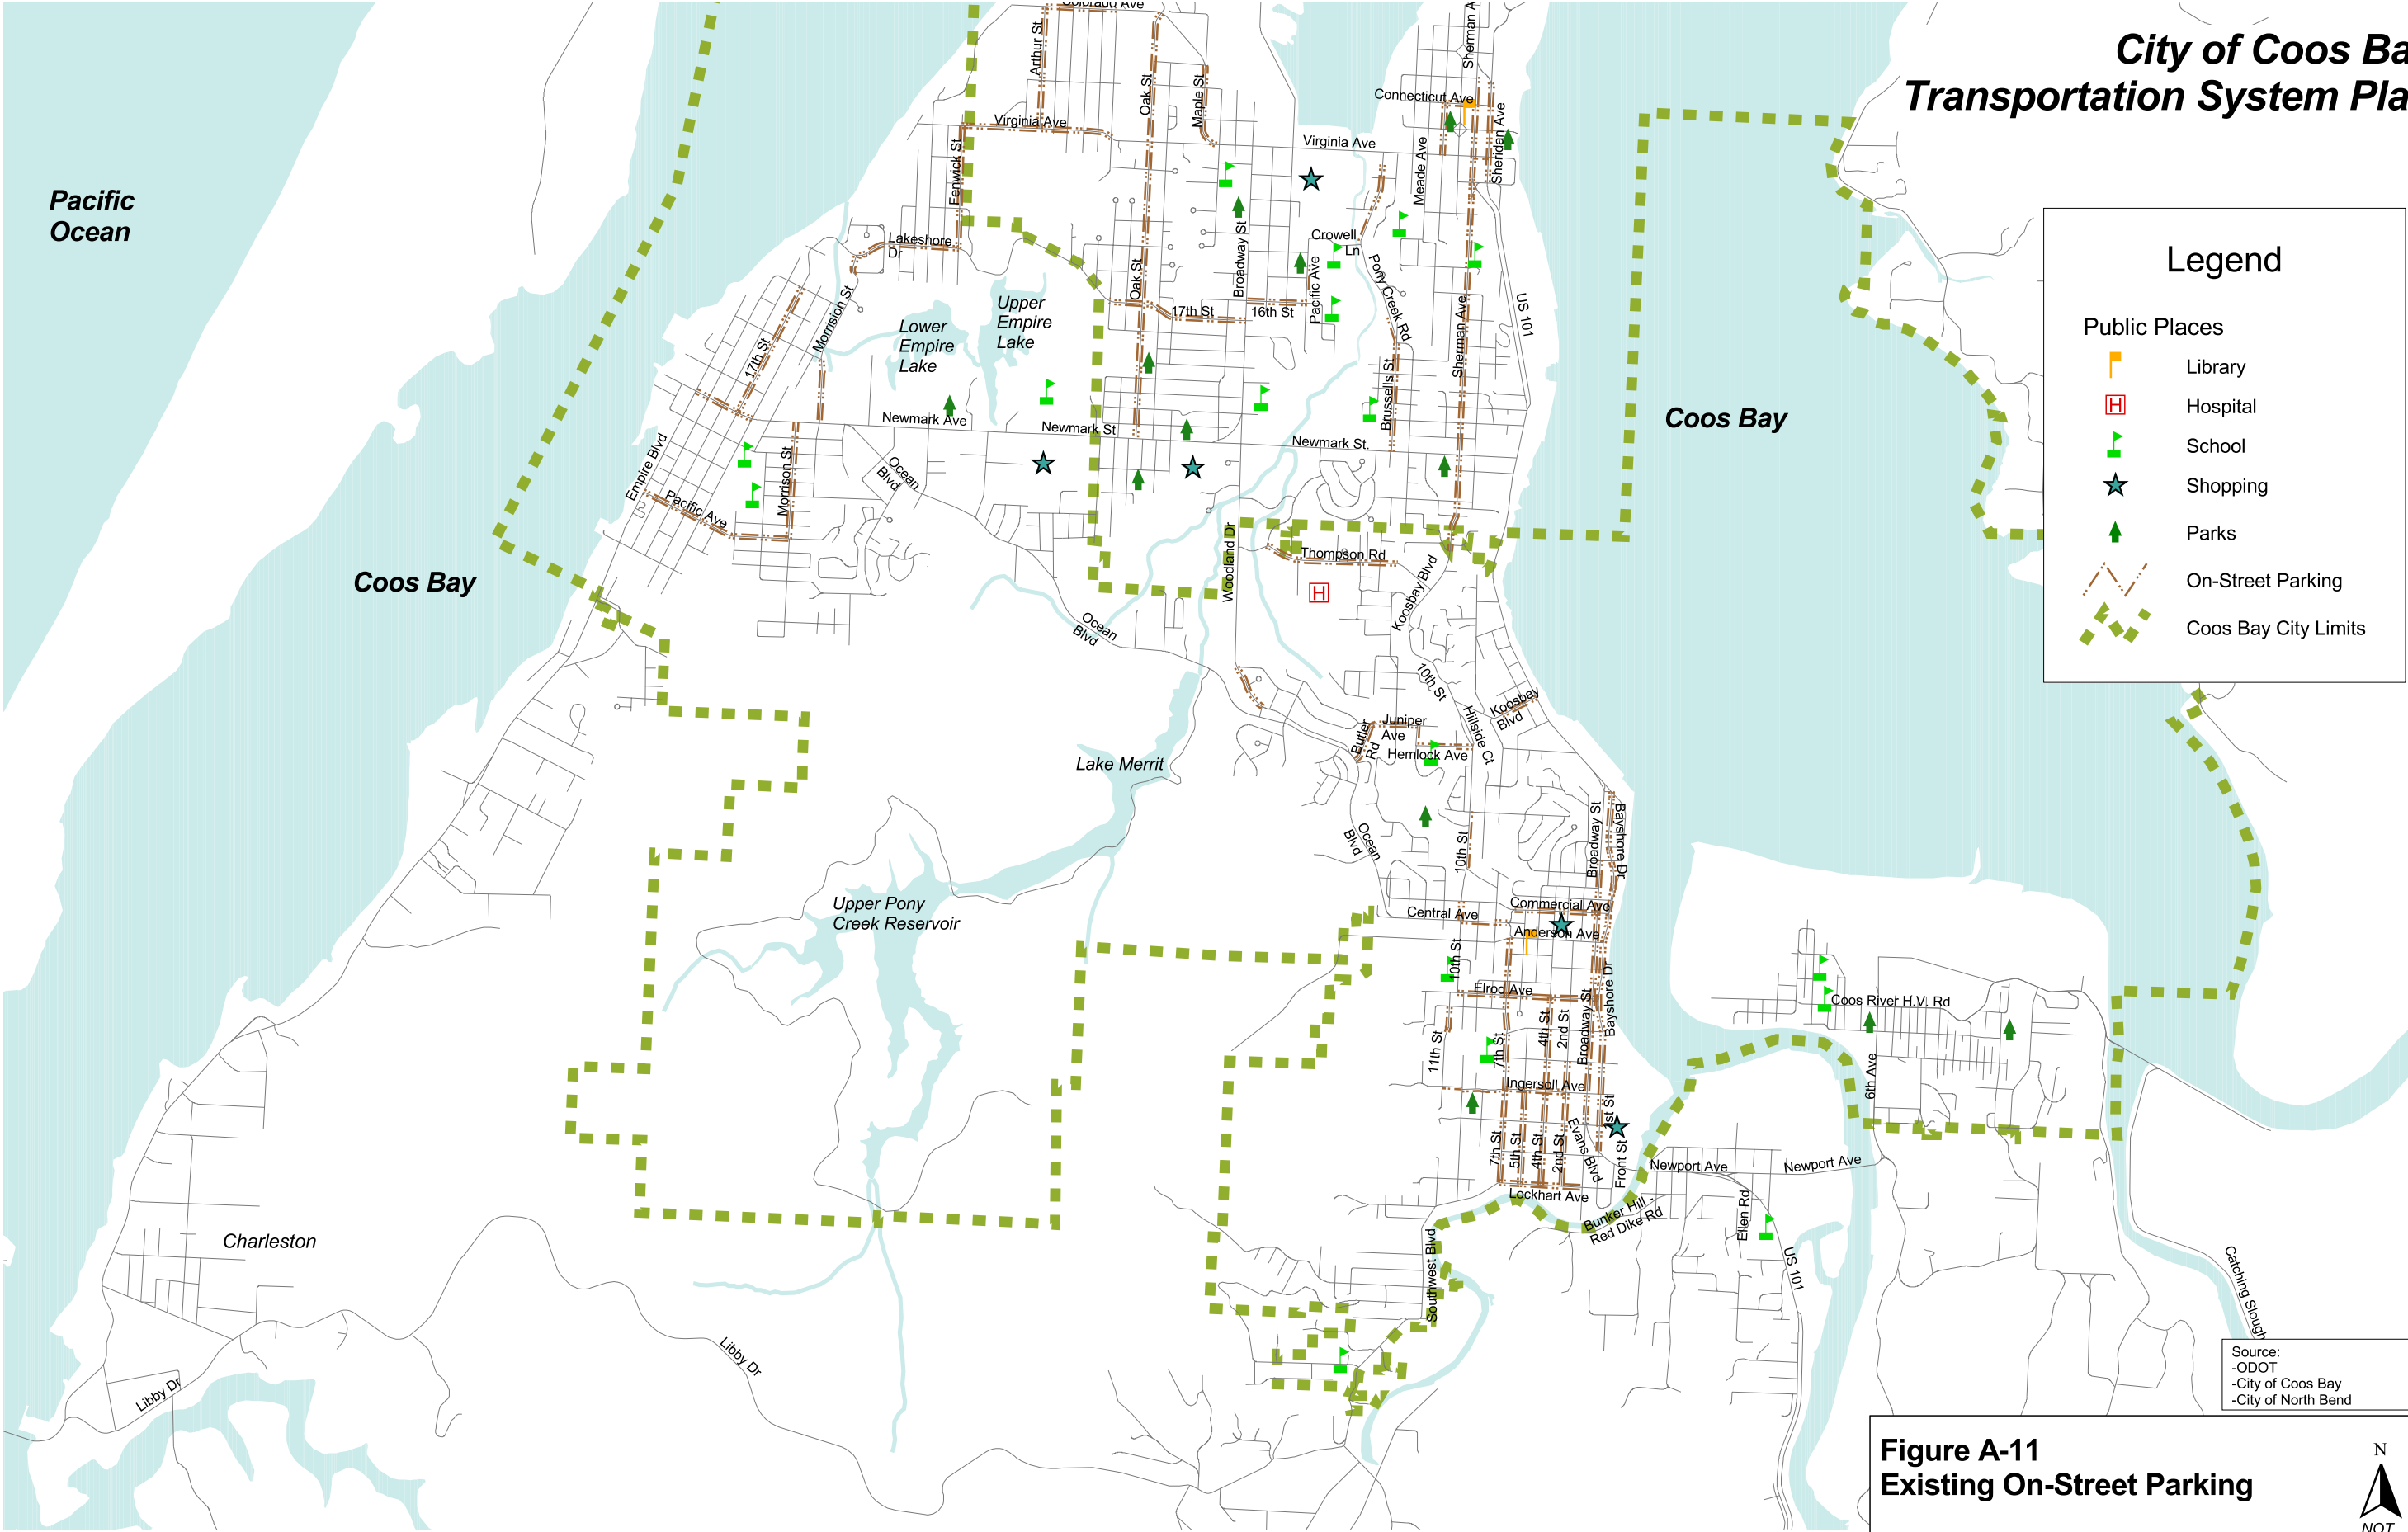 City of Coos Ba
Transportation System Pla
Pacific
Ocean
Colorado Ave
Arthur St
Oak St
Maple St
Sherman A
Connecticut Ave
Sheridan Ave
Virginia Ave
Virginia Ave
Fenwick St
Meade Ave
Lakeshore
Dr
Broadway St
Crowell
Ln
Pacific Ave
Pony Creek Rd
Oak St
17th St
16th St
US 101
Sherman Ave
Morrision St
Upper
Empire
Lake
Lower
Empire
Lake
17th St
Brussells St
Newmark Ave
Newmark St
Newmark St.
Empire Blvd
Pacific Ave
Morrison St
Ocean
Blvd
Coos Bay
Coos Bay
Woodland Dr
Thompson Rd
H
Koosbay Blvd
Ocean
Blvd
10th St
Koosbay
Blvd
Hillside Ct
Butler
Rd
Juniper
Ave
Hemlock Ave
Lake Merrit
Ocean
Blvd
10th St
Broadway St
Bayshore Dr
Upper Pony
Creek Reservoir
Central Ave
Commercial Ave
Anderson Ave
10th St
Elrod Ave
Bayshore Dr
Broadway St
11th St
7th St
4th St
2nd St
Ingersoll Ave
1st St
7th St
5th St
4th St
2nd St
Evans Blvd
Front St
Lockhart Ave
Newport Ave
Newport Ave
Coos River H.V. Rd
6th Ave
Bunker Hill -
Red Dike Rd
Ellen Rd
US 101
Southwest Blvd
Catching Slough
Charleston
Libby Dr
Libby Dr
Legend
Public Places
Library
H
Hospital
School
Shopping
Parks
On-Street Parking
Coos Bay City Limits
Source:
-ODOT
-City of Coos Bay
-City of North Bend
Figure A-11
Existing On-Street Parking
N
NOT